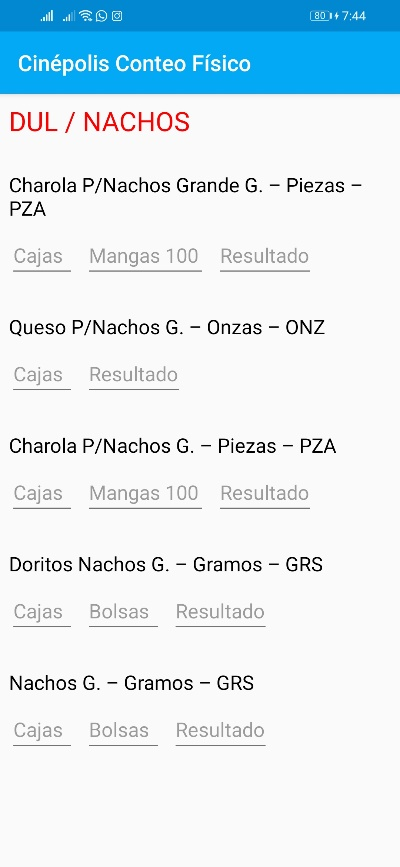 80 7:44
Cinépolis Conteo Físico
DUL / NACHOS
Charola P/Nachos Grande G. – Piezas –
PZA
Cajas Mangas 100 Resultado
Queso P/Nachos G. – Onzas – ONZ
Cajas Resultado
Charola P/Nachos G. – Piezas – PZA
Cajas Mangas 100 Resultado
Doritos Nachos G. – Gramos – GRS
Cajas Bolsas Resultado
Nachos G. – Gramos – GRS
Cajas Bolsas Resultado